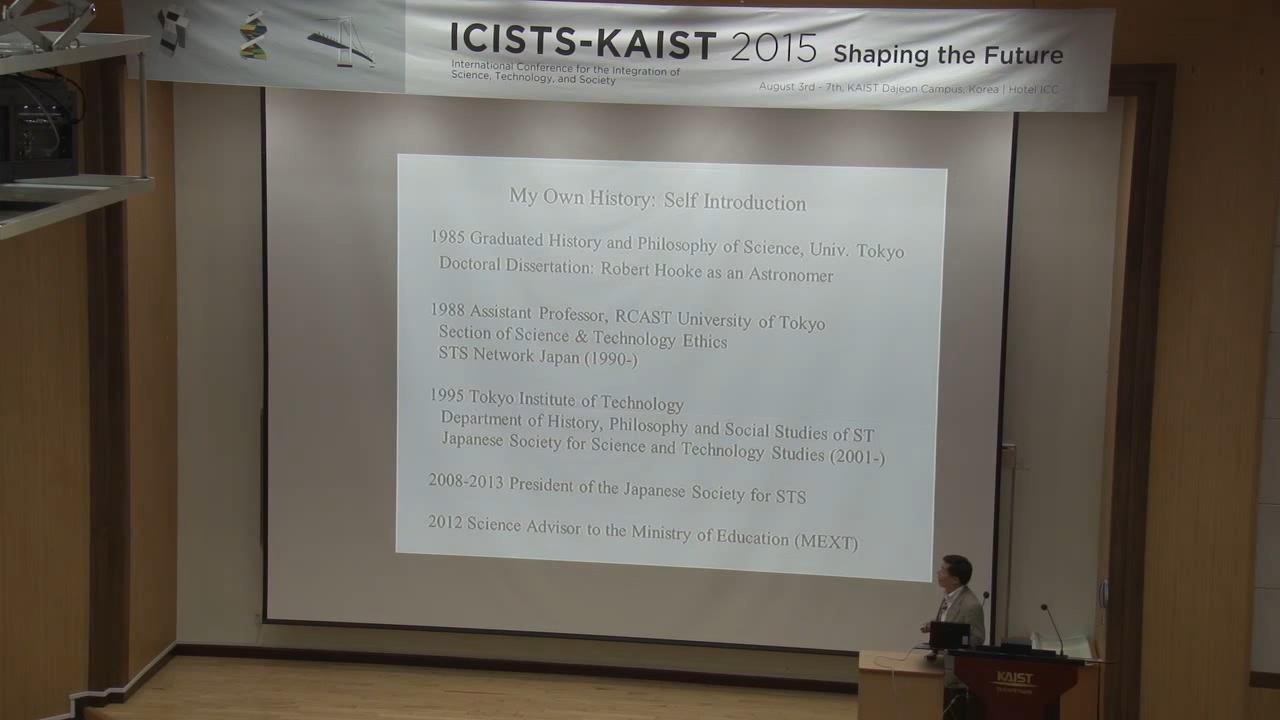 ICISTS-KAIST 2015 Shaping the Future
International Conference for the Integration of
Science, Technology, and Society
August 3rd - 7th, KAIST Dajeon Campus, Korea | Hotel ICC
My Own History: Self Introduction
1985 Graduated History and Philosophy of Science, Univ. Tokyo
Doctoral Dissertation: Robert Hooke as an Astronomer
1988 Assistant Professor, RCAST University of Tokyo
Section of Science & Technology Ethics
STS Network Japan (1990-)
1995 Tokyo Institute of Technology
Department of History, Philosophy and Social Studies of ST
Japanese Society for Science and Technology Studies (2001-)
2008-2013 President of the Japanese Society for STS
2012 Science Advisor to the Ministry of Education (MEXT)
KAIST